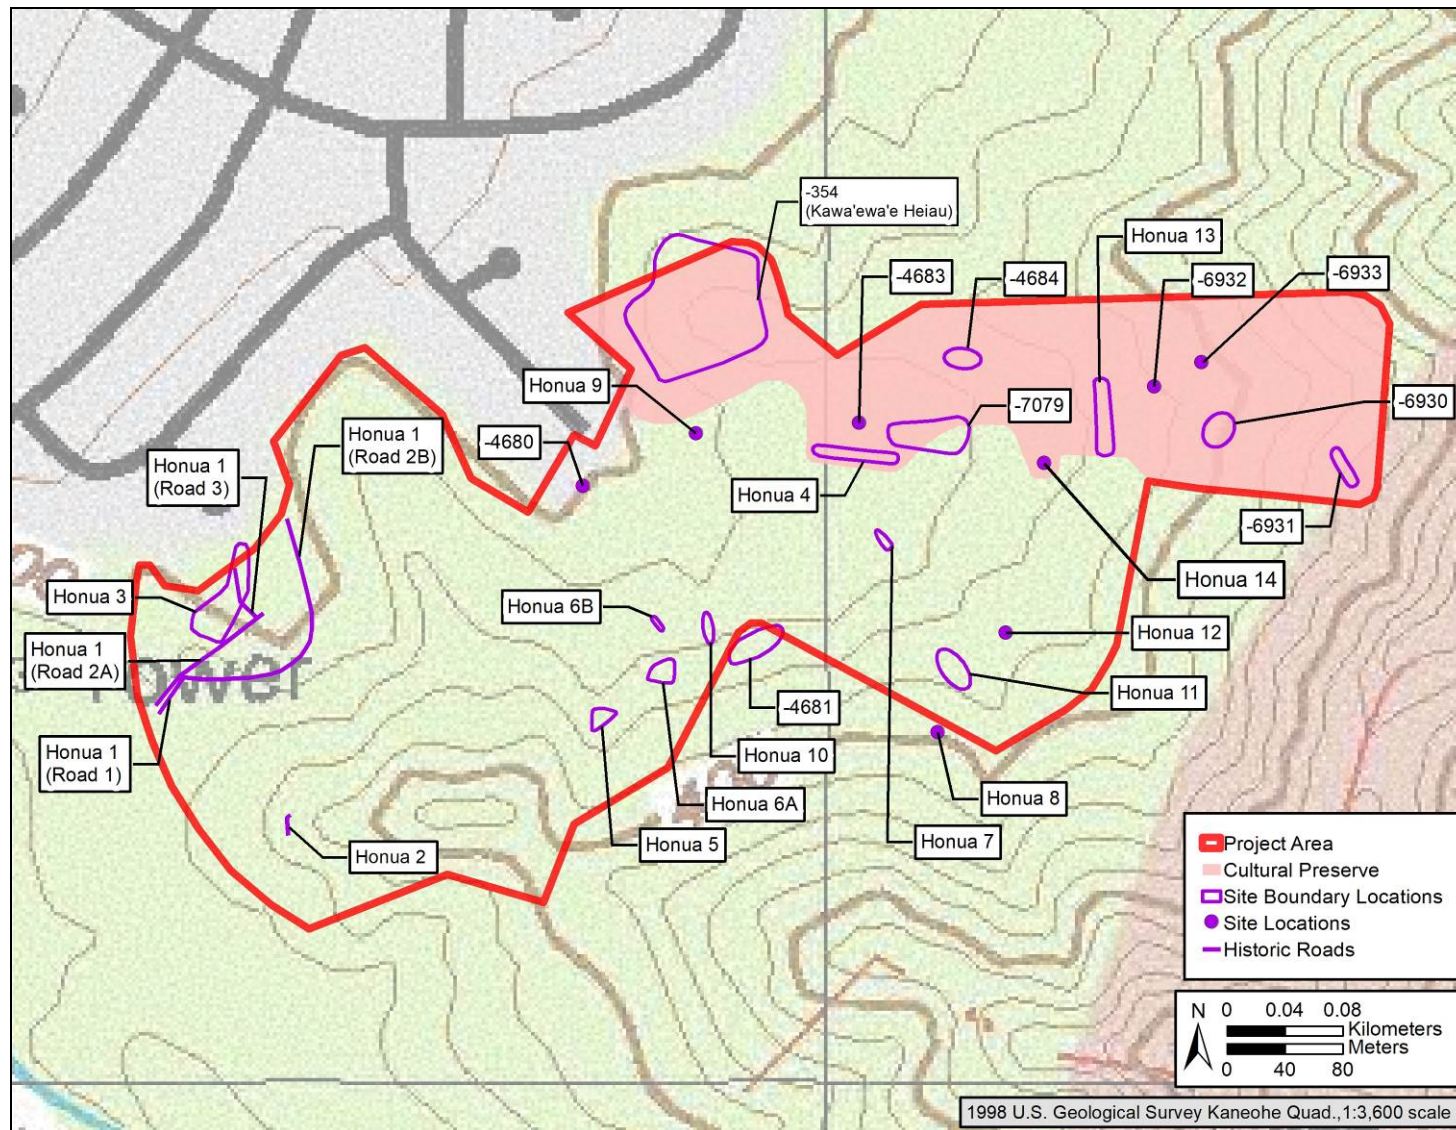 -354
(Kawa'ewa'e Heiau)
Honua 13
-4683
-4684
-6932
-6933
Honua 9
-7079
-6930
Honua 1
(Road 2B)
-4680
Honua 1
(Road 3)
Honua 4
-6931
Honua 14
Honua 3
Honua 6B
Honua 12
Honua 1
(Road 2A)
Tower
Honua 11
-4681
Honua 1
(Road 1)
Honua 10
Honua 6A
Honua 8
Honua 5
Honua 7
Honua 2
Project Area
Cultural Preserve
Site Boundary Locations
Site Locations
Historic Roads
N
0 0.04 0.08
Kilometers
Meters
0 40 80
1998 U.S. Geological Survey Kaneohe Quad.,1:3,600 scale